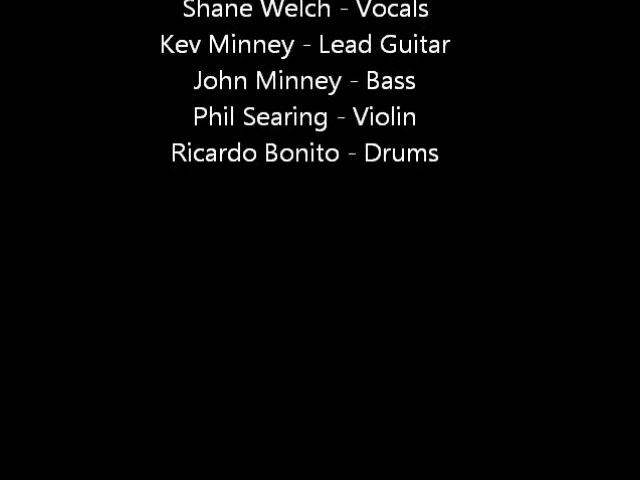 Shane Welch - Vocals
Kev Minney - Lead Guitar
John Minney - Bass
Phil Searing - Violin
Ricardo Bonito - Drums